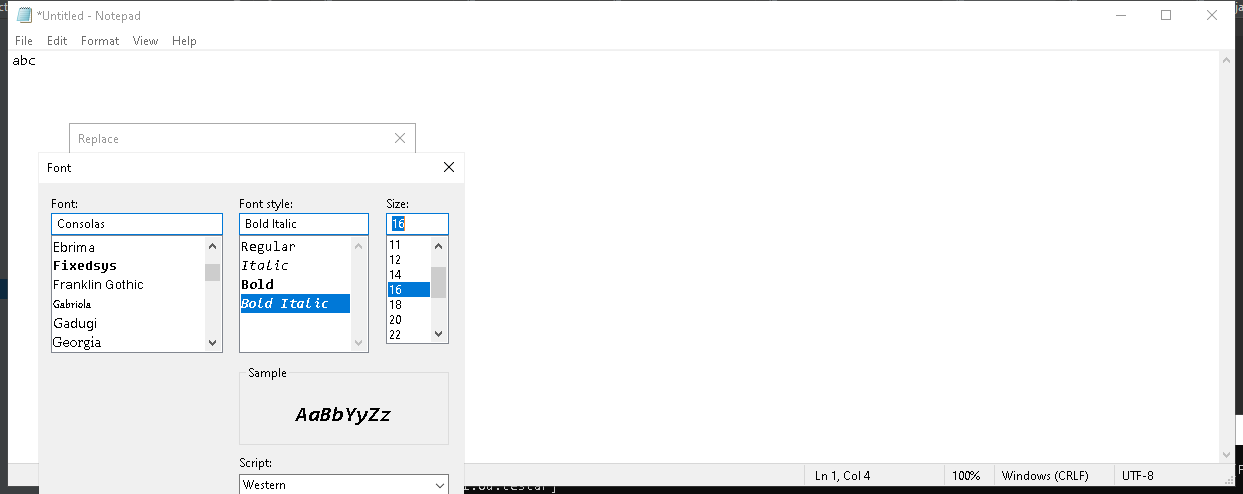 *Untitled - Notepad
File Edit Format View Help
abc
Replace
Font
Font: Font style: Size:
Consolas Bold Italic 16
Ebrima
Fixedsys
Franklin Gothic
Gabriola
Gadugi
Georgia
Regular
Italic
Bold
Bold Italic
11
12
14
16
18
20
22
Sample
AaBbYyZz
Script:
Western
Ln 1, Col 4 100% Windows (CRLF) UTF-8